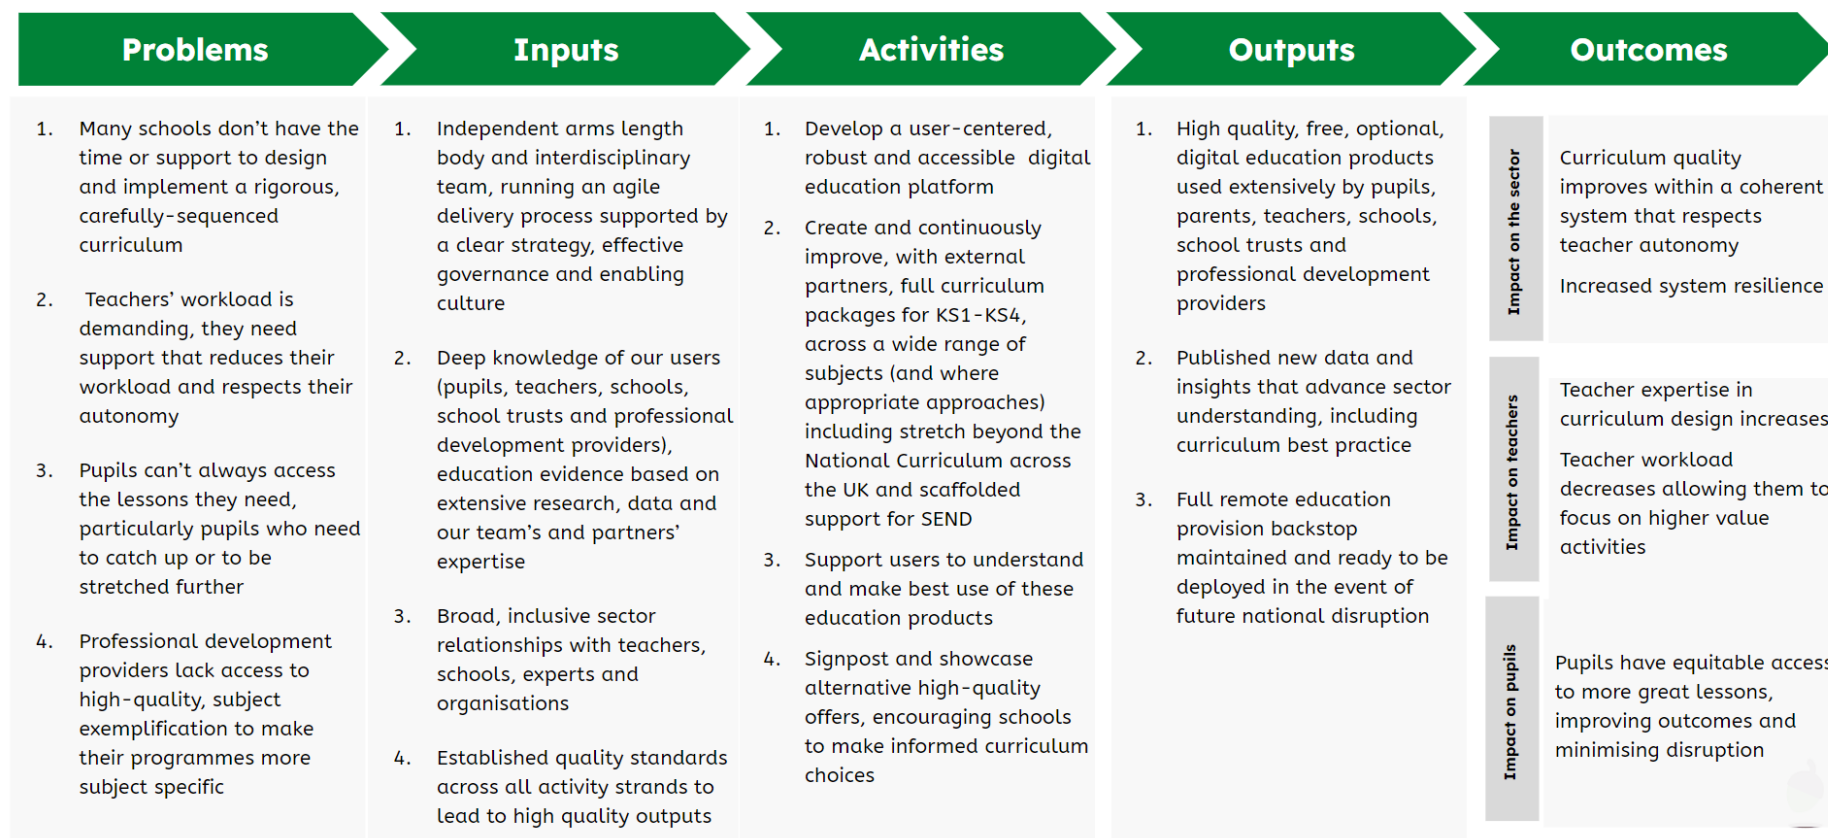 Problems
Inputs
Activities
Outputs
Outcomes
1. Many schools don't have the
time or support to design
and implement a rigorous,
carefully-sequenced
curriculum
2. Teachers' workload is
demanding, they need
support that reduces their
workload and respects their
autonomy
3. Pupils can't always access
the lessons they need,
particularly pupils who need
to catch up or to be
stretched further
4. Professional development
providers lack access to
high-quality, subject
exemplification to make
their programmes more
subject specific
1. Independent arms length
body and interdisciplinary
team, running an agile
delivery process supported by
a clear strategy, effective
governance and enabling
culture
2. Deep knowledge of our users
(pupils, teachers, schools,
school trusts and professional
development providers),
education evidence based on
extensive research, data and
our team's and partners'
expertise
3. Broad, inclusive sector
relationships with teachers,
schools, experts and
organisations
4. Established quality standards
across all activity strands to
lead to high quality outputs
1. Develop a user-centered,
robust and accessible digital
education platform
2. Create and continuously
improve, with external
partners, full curriculum
packages for KS1-KS4,
across a wide range of
subjects (and where
appropriate approaches)
including stretch beyond the
National Curriculum across
the UK and scaffolded
support for SEND
3. Support users to understand
and make best use of these
education products
4. Signpost and showcase
alternative high-quality
offers, encouraging schools
to make informed curriculum
choices
1. High quality, free, optional,
digital education products
used extensively by pupils,
parents, teachers, schools,
school trusts and
professional development
providers
2. Published new data and
insights that advance sector
understanding, including
curriculum best practice
3. Full remote education
provision backstop
maintained and ready to be
deployed in the event of
future national disruption
Impact on the sector
Curriculum quality
improves within a coherent
system that respects
teacher autonomy
Increased system resilience
Impact on teachers
Teacher expertise in
curriculum design increases
Teacher workload
decreases allowing them to
focus on higher value
activities
Impact on pupils
Pupils have equitable access
to more great lessons,
improving outcomes and
minimising disruption